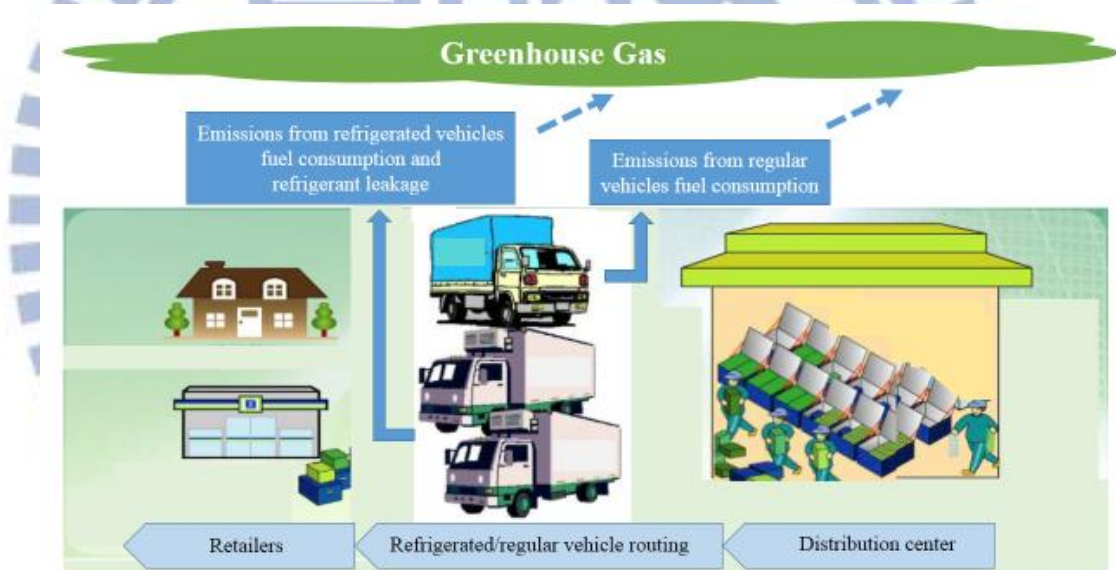 Greenhouse Gas
Emissions from refrigerated vehicles
fuel consumption and
refrigerant leakage
Emissions from regular
vehicles fuel consumption
Retailers
Refrigerated/regular vehicle routing
Distribution center